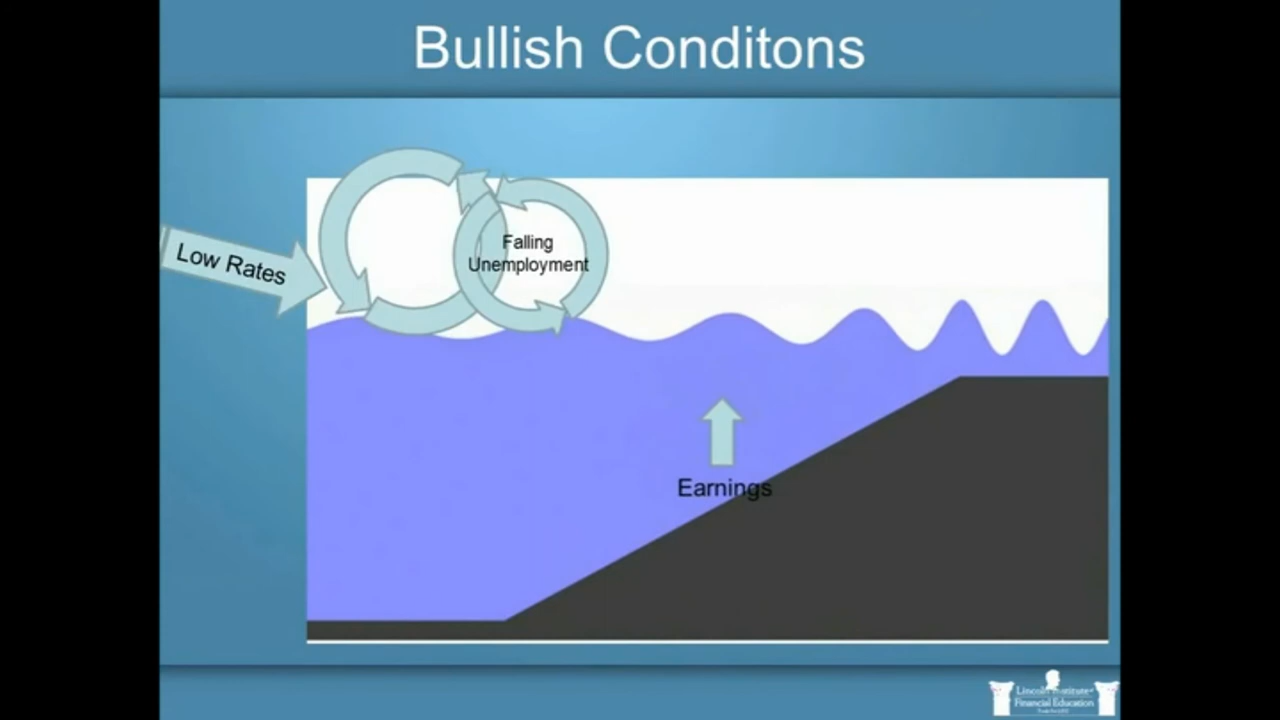 Bullish Conditons
Low Rates
Falling
Unemployment
Earnings
Lincoln Institute
Financial Education